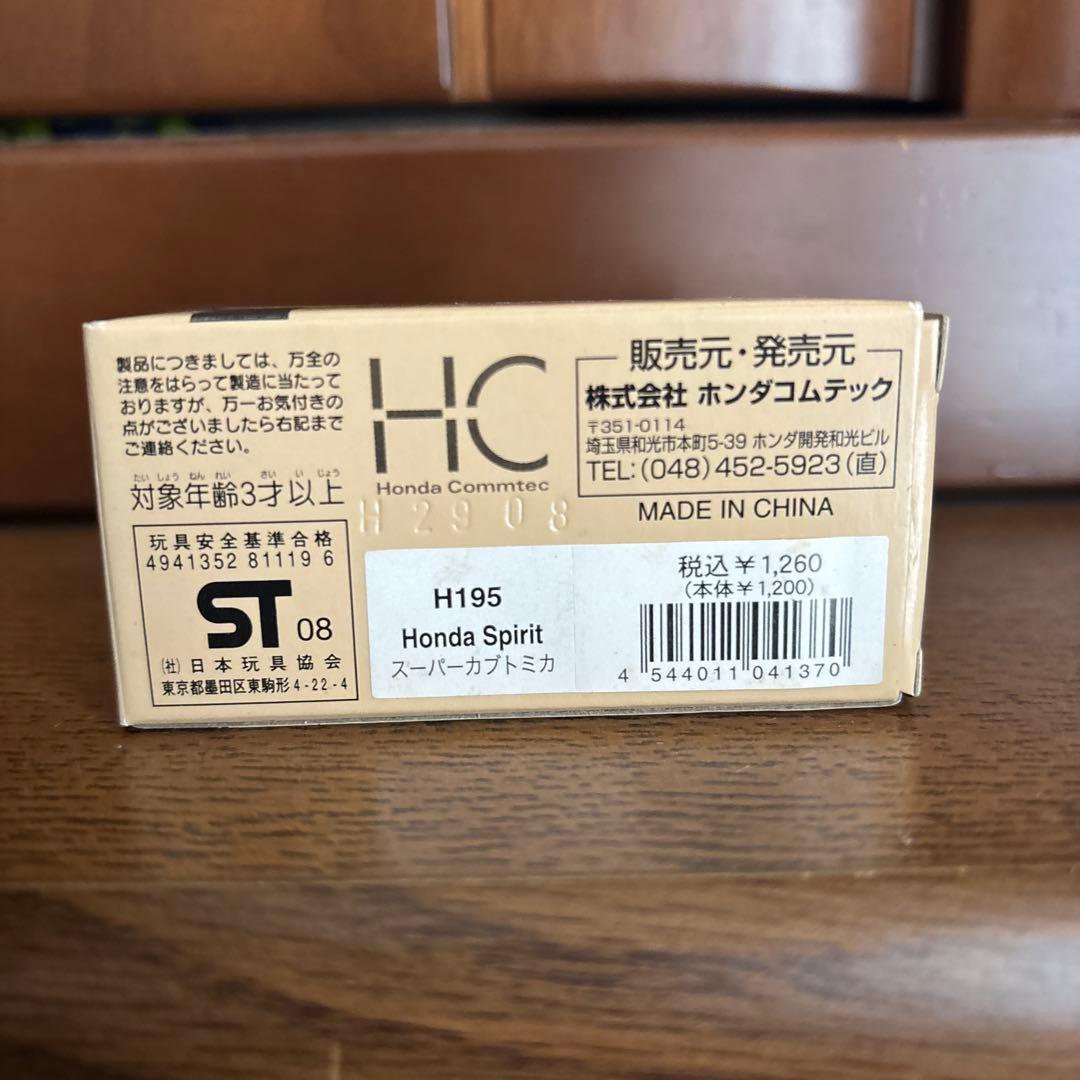 製品につきましては、万全の
注意をはらって製造に当たって
おりますが、万一お気付きの
点がございましたら右記まで
ご連絡ください。
たいしょうねんれい さいいじょう
対象年齢3才以上
玩具安全基準合格
4941352 81119 6
ST 08
(社)日本玩具協会
東京都墨田区東駒形4-22-4
HC
Honda Commtec
H 29 08
販売元・発売元
株式会社 ホンダコムテック
〒351-0114
埼玉県和光市本町5-39 ホンダ開発和光ビル
TEL:(048)452-5923(直)
MADE IN CHINA
H195
Honda Spirit
スーパーカブトミカ
税込￥1,260
(本体￥1,200)
4 544011 041370